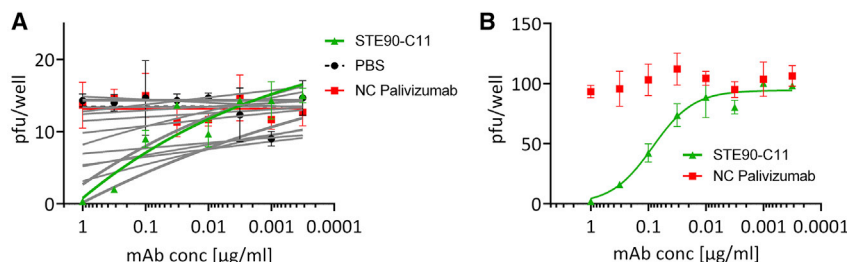 A
pfu/well
20
10
0
1
0.1
0.01
0.001
0.0001
mAb conc [µg/ml]
STE90-C11
PBS
NC Palivizumab
B
pfu/well
150
100
50
0
1
0.1
0.01
0.001
0.0001
mAb conc [µg/ml]
STE90-C11
NC Palivizumab